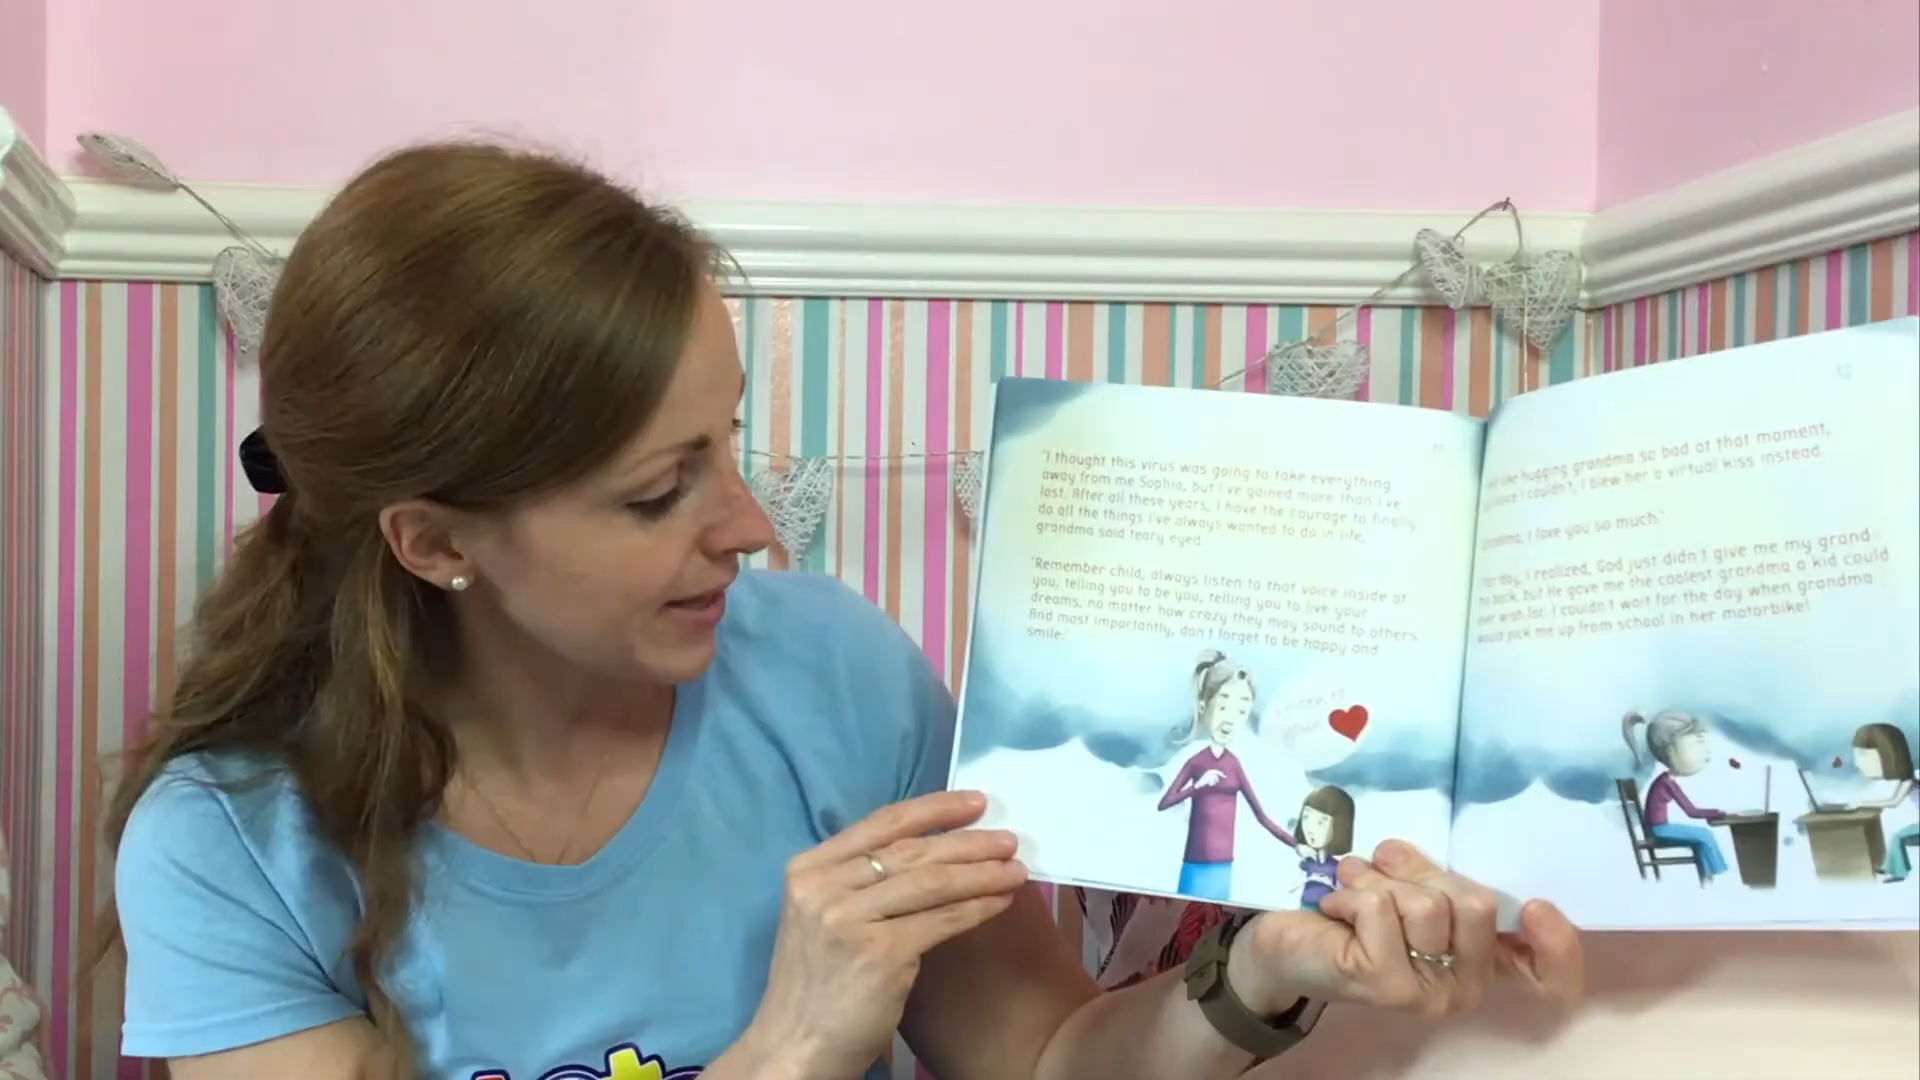 "I thought this virus was going to take everything
away from me Sophia, but I've gained more than I've
lost. After all these years, I have the courage to finally
do all the things I've always wanted to do in life,"
grandma said teary eyed.
"Remember child, always listen to that voice inside of
you, telling you to be you, telling you to live your
dreams, no matter how crazy they may sound to others.
And most importantly, don't forget to be happy and
smile."
like hugging grandma so bad at that moment,
I couldn't, I blew her a virtual kiss instead.
I love you so much."
day, I realized, God just didn't give me my grand-
back, but He gave me the coolest grandma a kid could
wish for. I couldn't wait for the day when grandma
would pick me up from school in her motorbike!